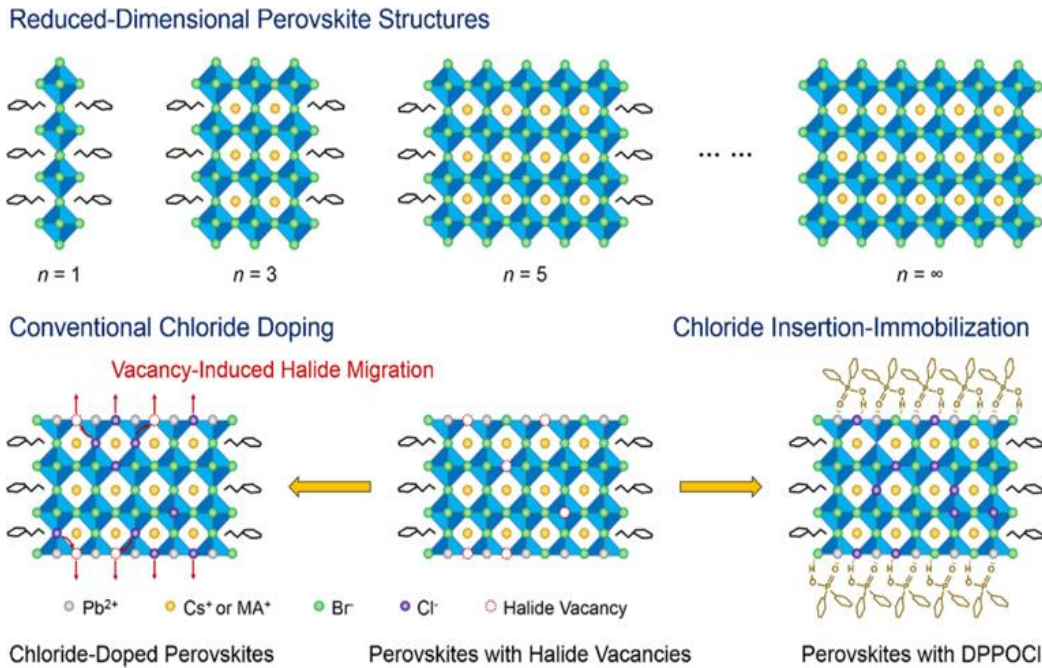 Reduced-Dimensional Perovskite Structures
... ...
n = 1
n = 3
n = 5
n = ∞
Conventional Chloride Doping
Chloride Insertion-Immobilization
Vacancy-Induced Halide Migration
P P P P P
O O O O O
O O O O O
H H H H H
H H H H H
O O O O O
O O O O O
P P P P P
Pb²⁺ Cs⁺ or MA⁺ Br⁻ Cl⁻ Halide Vacancy
Chloride-Doped Perovskites
Perovskites with Halide Vacancies
Perovskites with DPPOCl